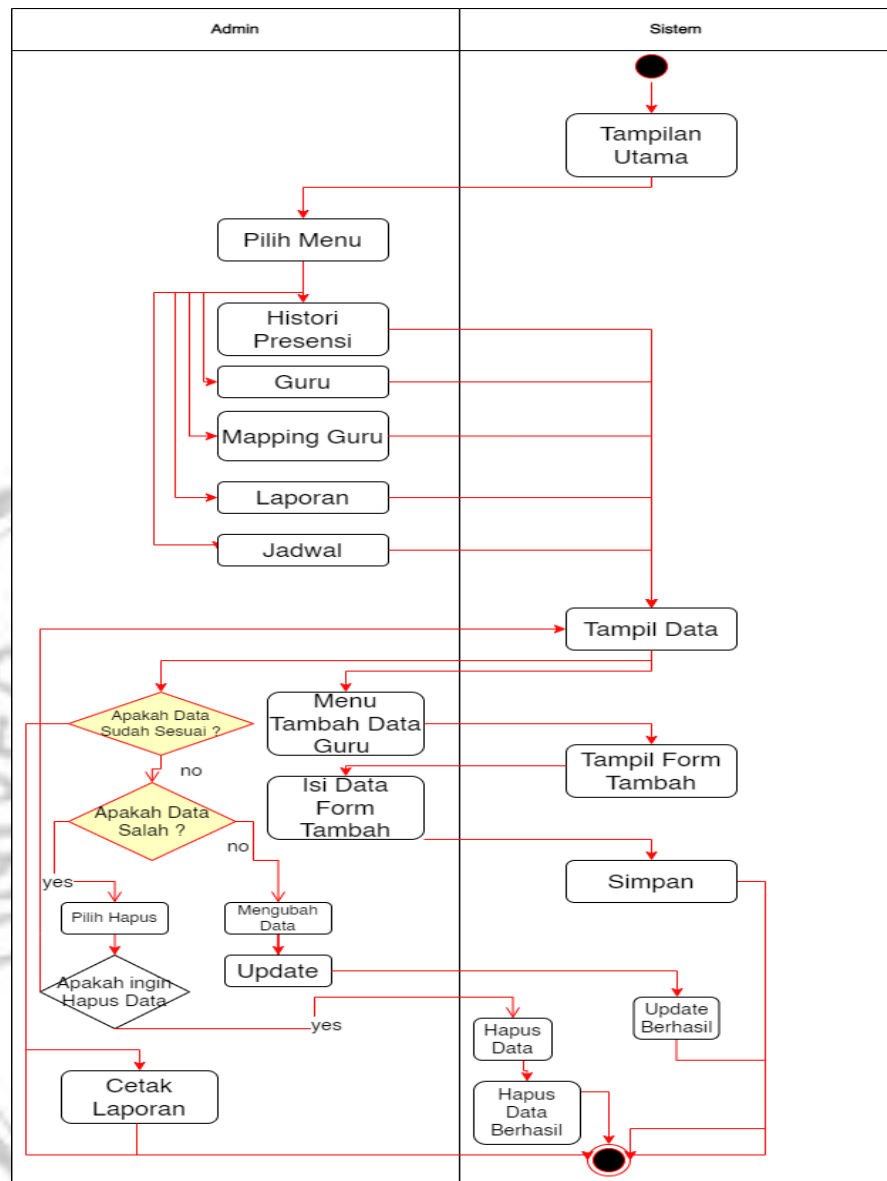 Admin
Sistem
Tampilan
Utama
Pilih Menu
Histori
Presensi
Guru
Mapping Guru
Laporan
Jadwal
Tampil Data
Apakah Data
Sudah Sesuai ?
Menu
Tambah Data
Guru
Tampil Form
Tambah
no
Isi Data
Form
Tambah
Apakah Data
Salah ?
no
yes
Simpan
Pilih Hapus
Mengubah
Data
Update
Apakah ingin
Hapus Data
yes
Hapus
Data
Update
Berhasil
Cetak
Laporan
Hapus
Data
Berhasil